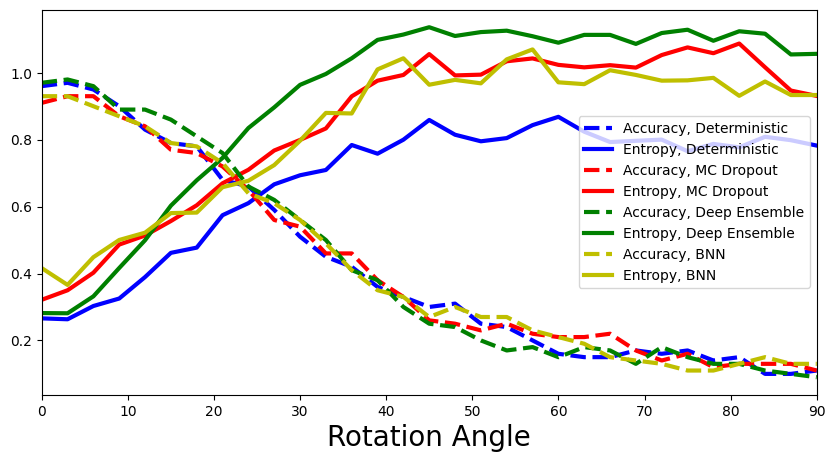 1.0
0.8
0.6
0.4
0.2
Accuracy, Deterministic
Entropy, Deterministic
Accuracy, MC Dropout
Entropy, MC Dropout
Accuracy, Deep Ensemble
Entropy, Deep Ensemble
Accuracy, BNN
Entropy, BNN
0 10 20 30 40 50 60 70 80 90
Rotation Angle